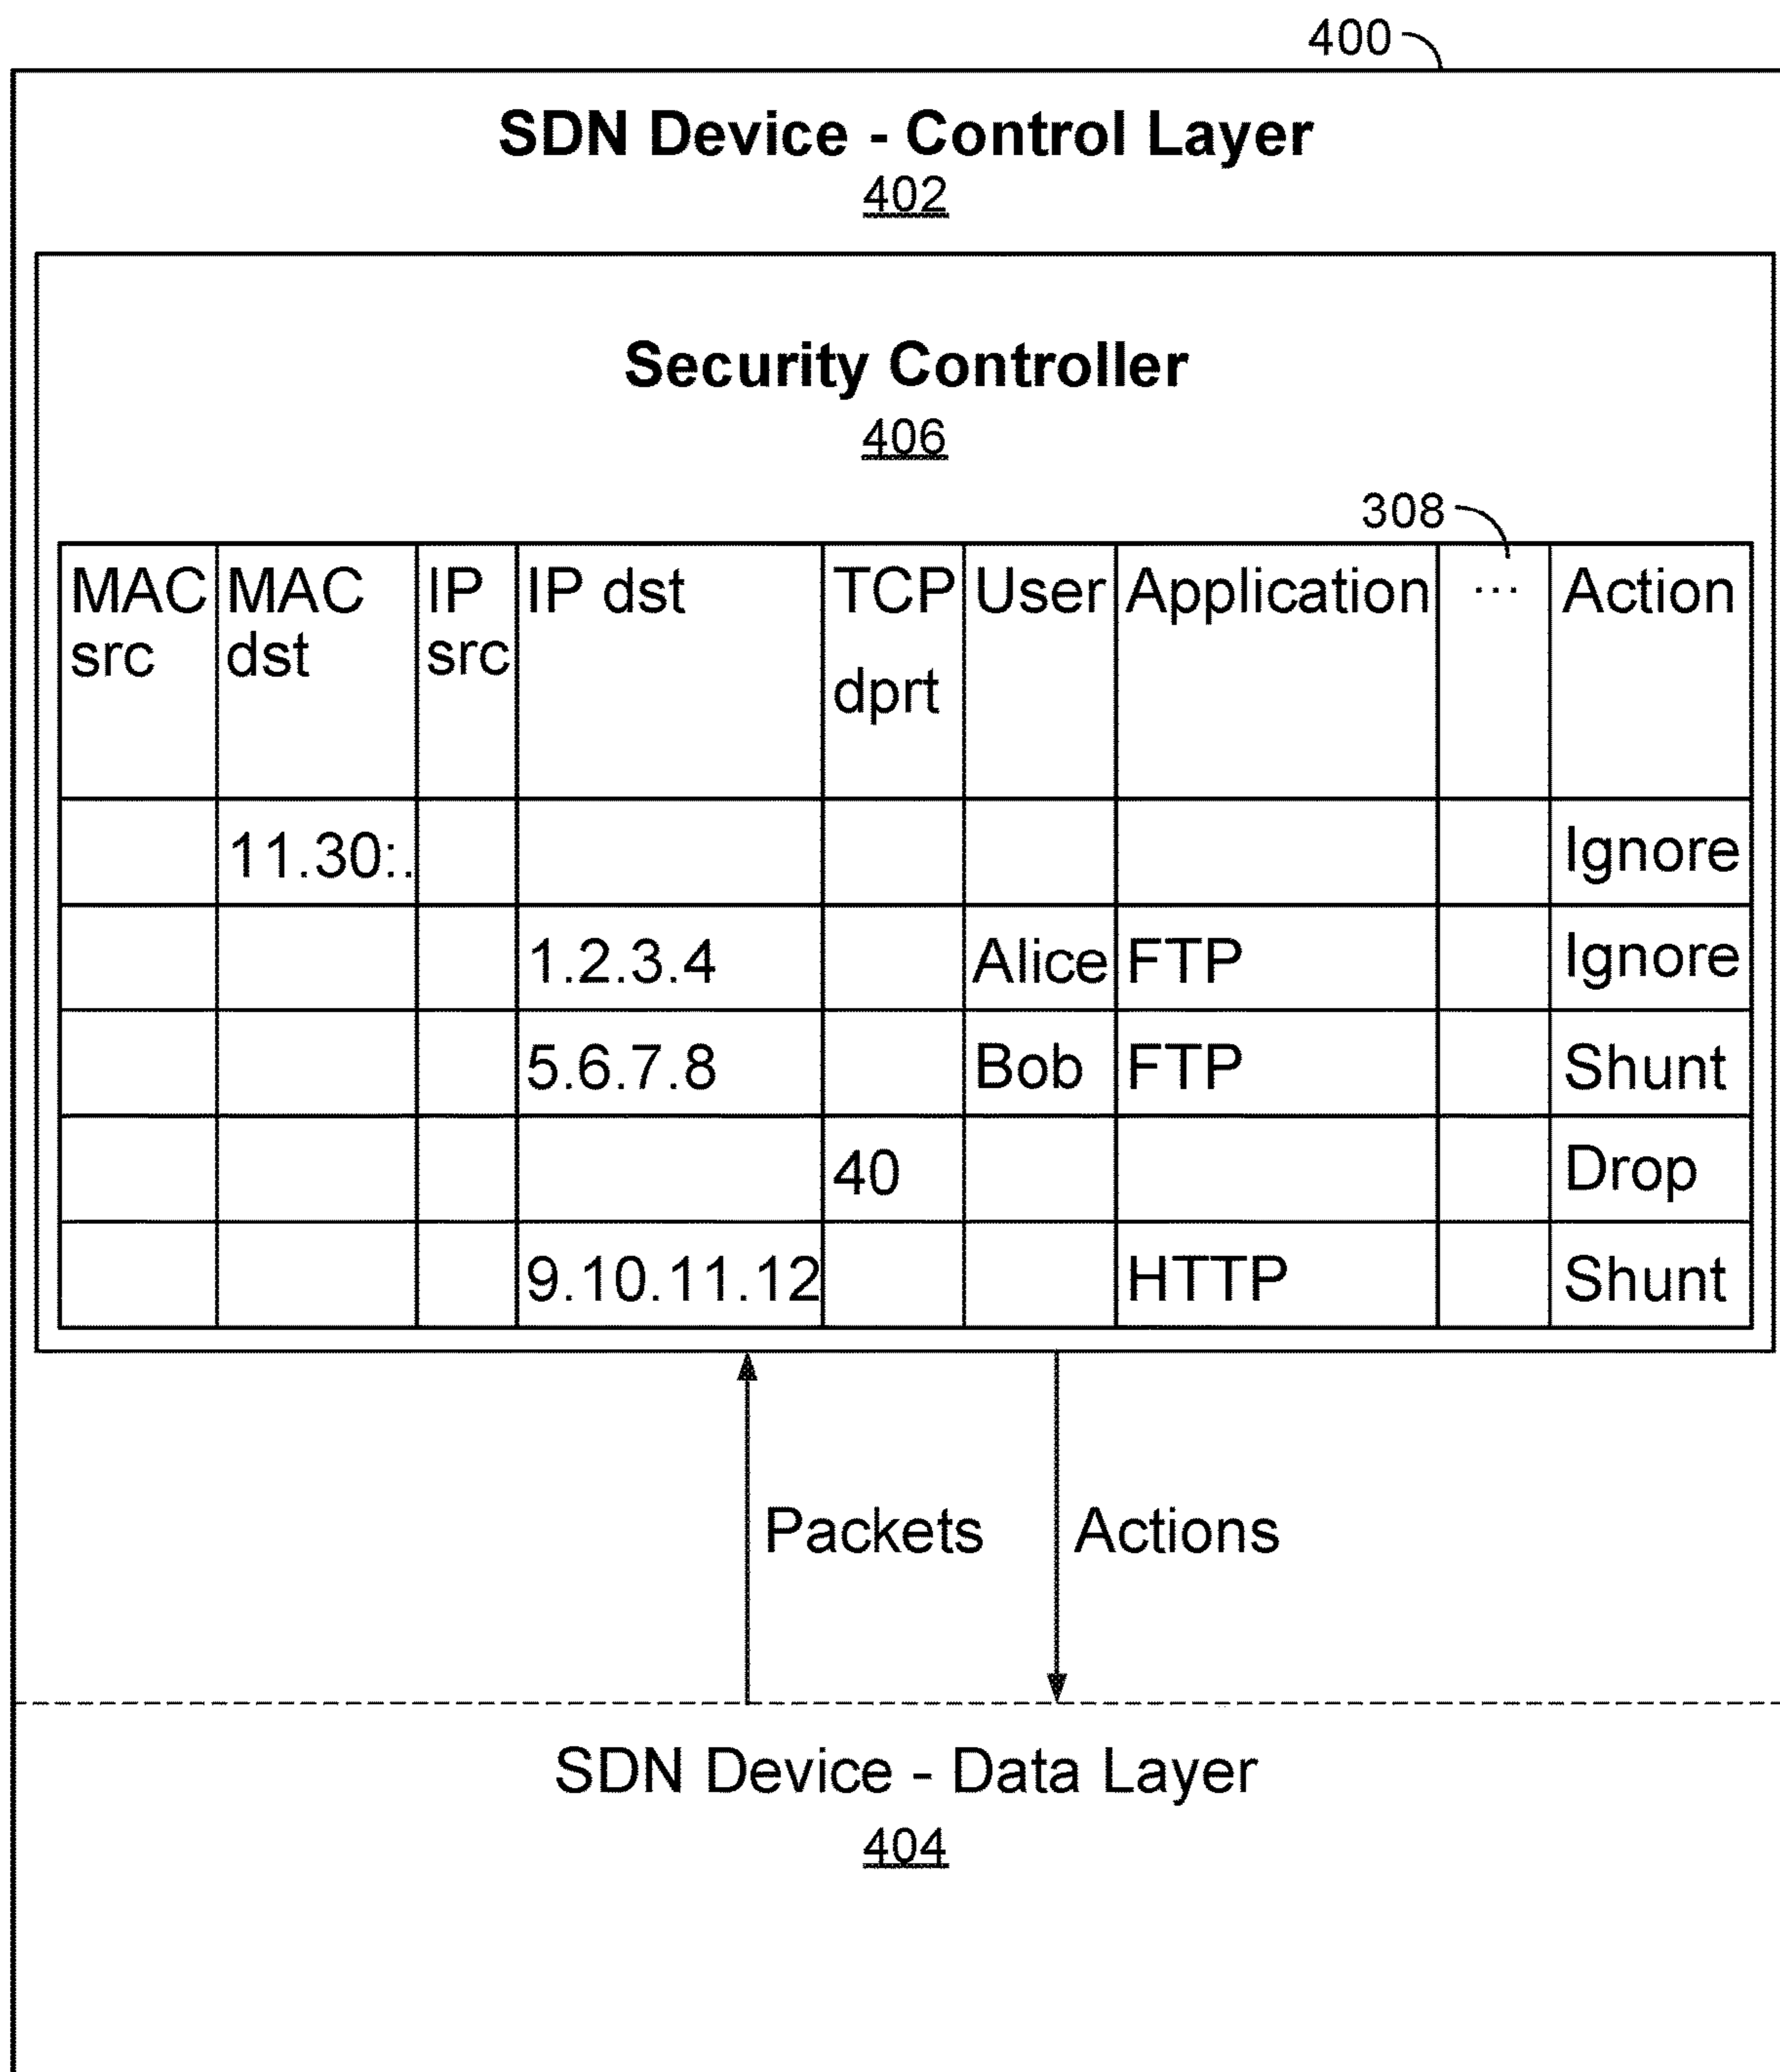 400
SDN Device - Control Layer
402
Security Controller
406
308
MAC src MAC dst IP src IP dst TCP dprt User Application ... Action
11.30:. Ignore
1.2.3.4 Alice FTP Ignore
5.6.7.8 Bob FTP Shunt
40 Drop
9.10.11.12 HTTP Shunt
Packets Actions
SDN Device - Data Layer
404